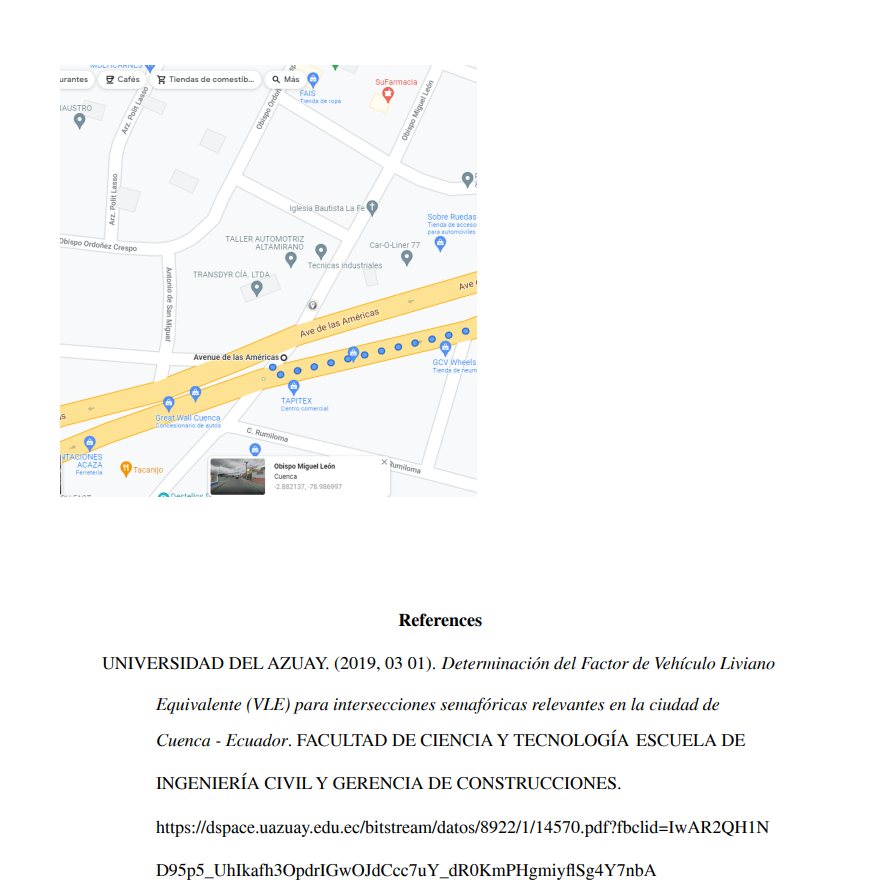 MULTICARNES
urantes
Cafés
Tiendas de comestib...
Más
SuFarmacia
FAIS
Tienda de ropa
Arz. Polit Lasso
Obispo Miguel León
Arz. Polit Lasso
Iglesia Bautista La Fe
Sobre Ruedas
Tienda de acceso
para automóviles
Obispo Ordoñez Crespo
TALLER AUTOMOTRIZ
ALTAMIRANO
Car-O-Liner 77
Tecnicas industriales
TRANSDYR CÍA. LTDA
Antonio de San Miguel
Ave de las Américas
Avenue de las Américas
GCV Wheels
Tienda de neum
TAPITEX
Centro comercial
Great Wall Cuenca
Concesionario de autos
C. Rumiloma
NTACIONES
ACAZA
Ferretería
Tacanijo
Rumiloma
Obispo Miguel León
Cuenca
-2.882137, -78.986997
References
UNIVERSIDAD DEL AZUAY. (2019, 03 01). Determinación del Factor de Vehículo Liviano
Equivalente (VLE) para intersecciones semafóricas relevantes en la ciudad de
Cuenca - Ecuador. FACULTAD DE CIENCIA Y TECNOLOGÍA ESCUELA DE
INGENIERÍA CIVIL Y GERENCIA DE CONSTRUCCIONES.
https://dspace.uazuay.edu.ec/bitstream/datos/8922/1/14570.pdf?fbclid=IwAR2QH1N
D95p5_UhIkafh3OpdrIGwOJdCcc7uY_dR0KmPHgmiyflSg4Y7nbA